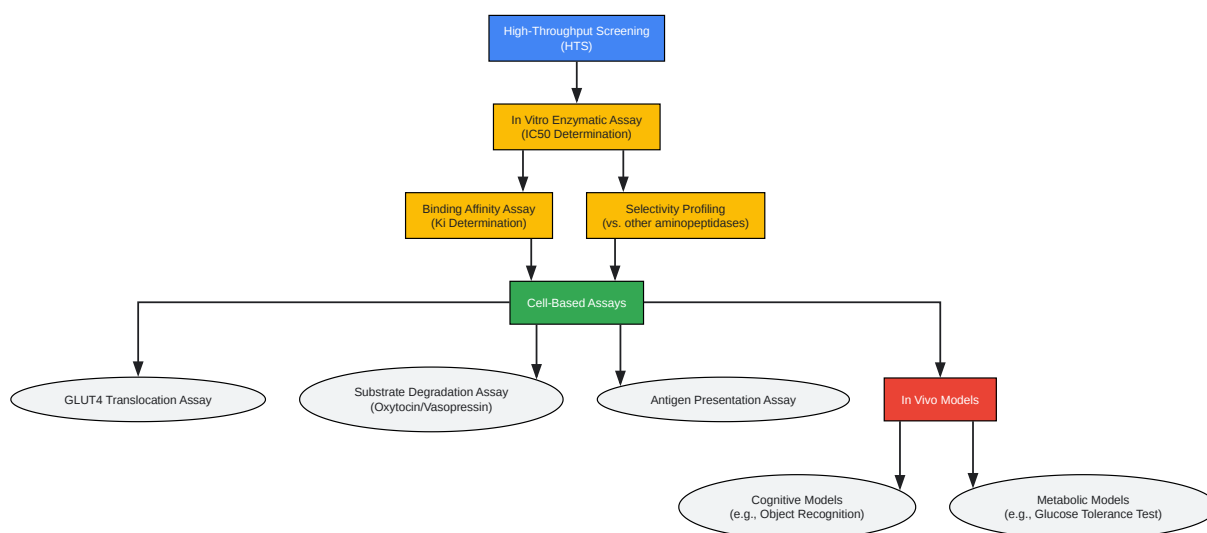 High-Throughput Screening
(HTS)
In Vitro Enzymatic Assay
(IC50 Determination)
Binding Affinity Assay
(Ki Determination)
Selectivity Profiling
(vs. other aminopeptidases)
Cell-Based Assays
GLUT4 Translocation Assay
Substrate Degradation Assay
(Oxytocin/Vasopressin)
Antigen Presentation Assay
In Vivo Models
Cognitive Models
(e.g., Object Recognition)
Metabolic Models
(e.g., Glucose Tolerance Test)